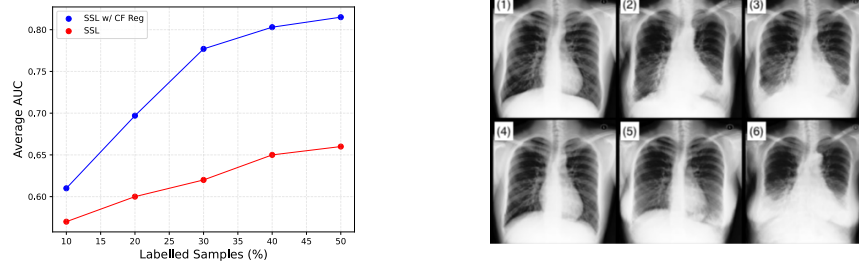 SSL w/ CF Reg
SSL
Average AUC
0.80
0.75
0.70
0.65
0.60
10 15 20 25 30 35 40 45 50
Labelled Samples (%)
(1) (2) (3)
(4) (5) (6)